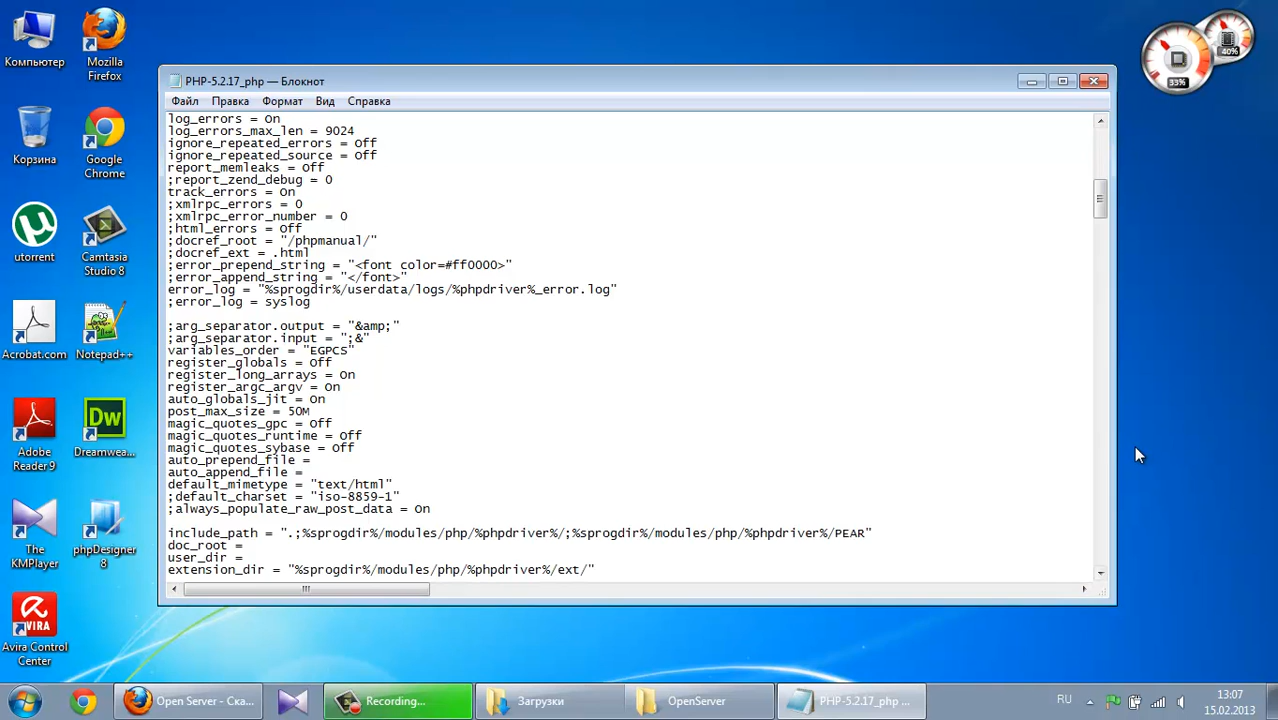 Компьютер
Mozilla
Firefox
Корзина
Google
Chrome
utorrent
Camtasia
Studio 8
Acrobat.com
Notepad++
Adobe
Reader 9
Dreamwea...
The
KMPlayer
phpDesigner
8
Avira Control
Center
33%
40%
PHP-5.2.17_php — Блокнот
Файл Правка Формат Вид Справка
log_errors = On
log_errors_max_len = 9024
ignore_repeated_errors = Off
ignore_repeated_source = Off
report_memleaks = Off
;report_zend_debug = 0
track_errors = On
;xmlrpc_errors = 0
;xmlrpc_error_number = 0
;html_errors = Off
;docref_root = "/phpmanual/"
;docref_ext = .html
;error_prepend_string = "<font color=#ff0000>"
;error_append_string = "</font>"
error_log = "%sprogdir%/userdata/logs/%phpdriver%_error.log"
;error_log = syslog
;arg_separator.output = "&amp;"
;arg_separator.input = ";&"
variables_order = "EGPCS"
register_globals = Off
register_long_arrays = On
register_argc_argv = On
auto_globals_jit = On
post_max_size = 50M
magic_quotes_gpc = Off
magic_quotes_runtime = Off
magic_quotes_sybase = Off
auto_prepend_file =
auto_append_file =
default_mimetype = "text/html"
;default_charset = "iso-8859-1"
;always_populate_raw_post_data = On
include_path = ".;%sprogdir%/modules/php/%phpdriver%/;%sprogdir%/modules/php/%phpdriver%/PEAR"
doc_root =
user_dir =
extension_dir = "%sprogdir%/modules/php/%phpdriver%/ext/"
Open Server - Ска...
Recording...
Загрузки
OpenServer
PHP-5.2.17_php ...
RU
13:07
15.02.2013